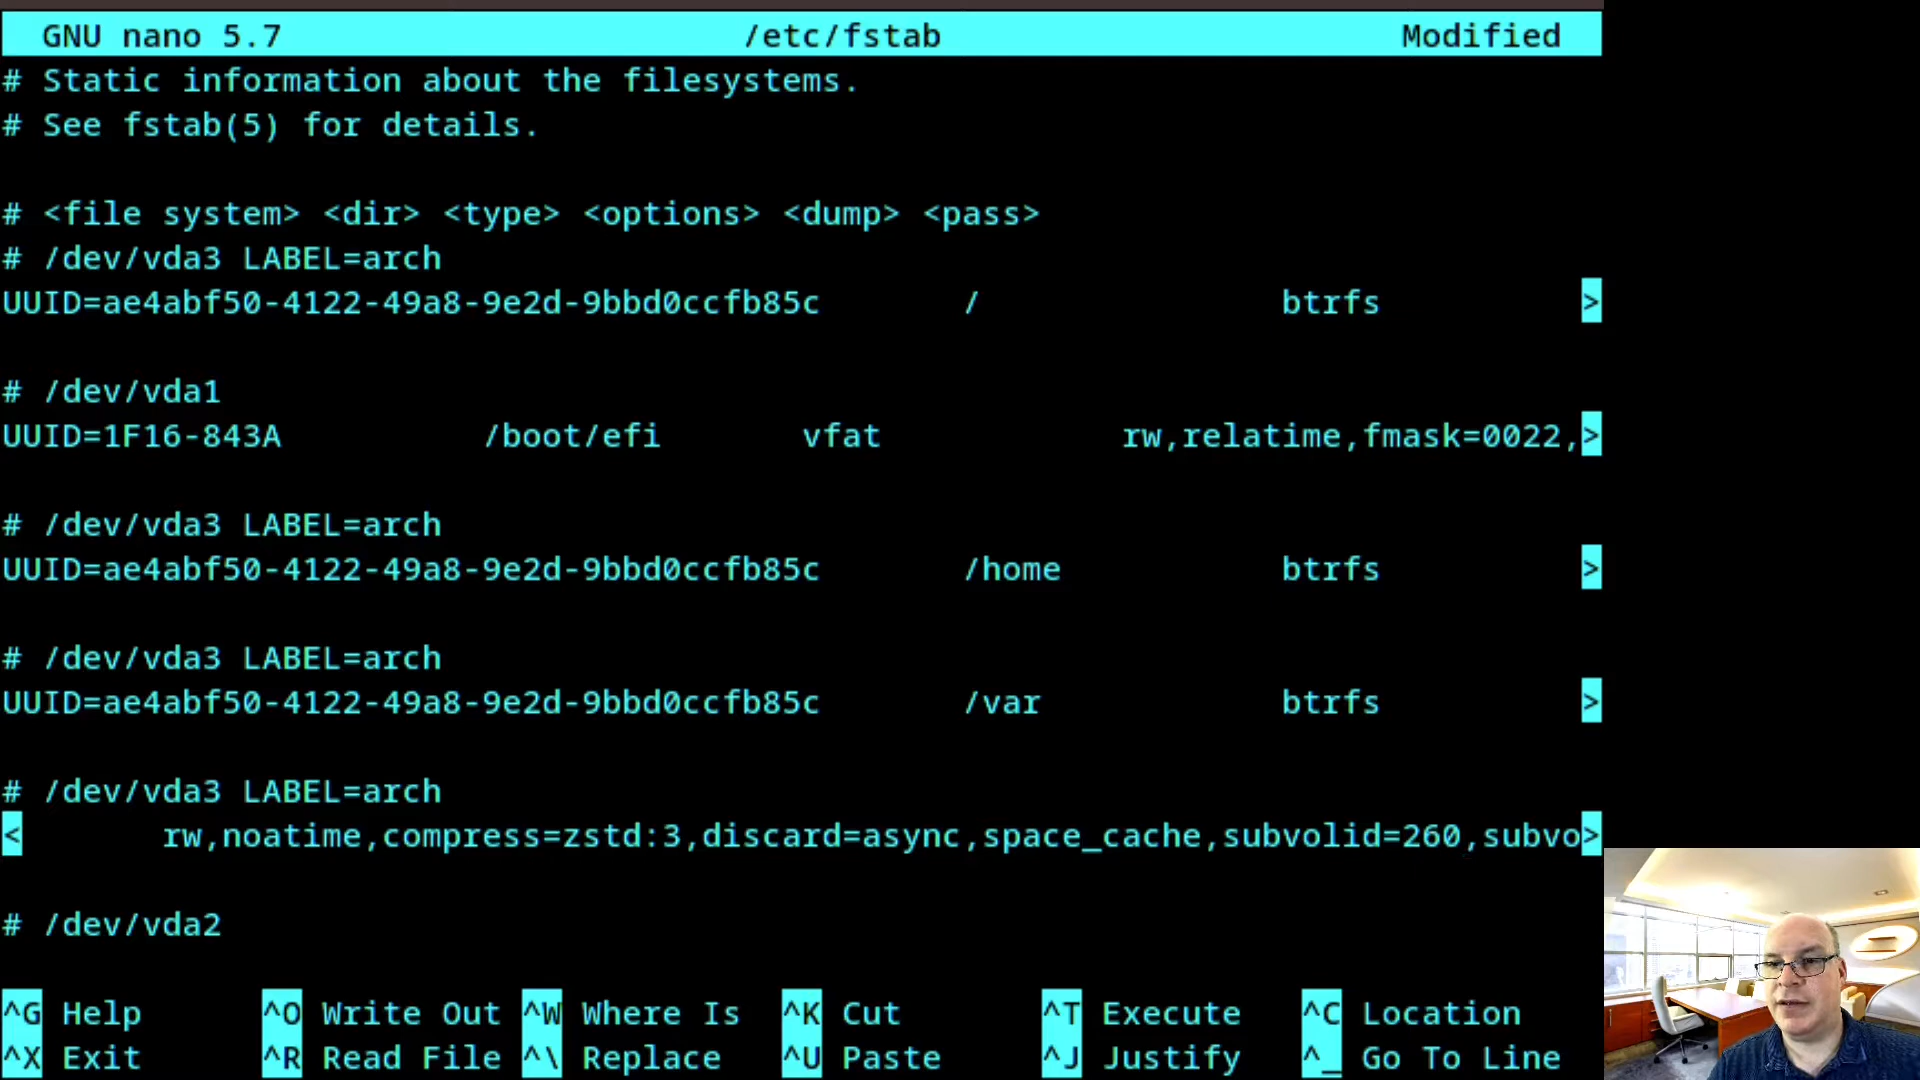 GNU nano 5.7 /etc/fstab Modified
# Static information about the filesystems.
# See fstab(5) for details.
# <file system> <dir> <type> <options> <dump> <pass>
# /dev/vda3 LABEL=arch
UUID=ae4abf50-4122-49a8-9e2d-9bbd0ccfb85c / btrfs >
# /dev/vda1
UUID=1F16-843A /boot/efi vfat rw,relatime,fmask=0022,>
# /dev/vda3 LABEL=arch
UUID=ae4abf50-4122-49a8-9e2d-9bbd0ccfb85c /home btrfs >
# /dev/vda3 LABEL=arch
UUID=ae4abf50-4122-49a8-9e2d-9bbd0ccfb85c /var btrfs >
# /dev/vda3 LABEL=arch
< rw,noatime,compress=zstd:3,discard=async,space_cache,subvolid=260,subvo>
# /dev/vda2
^G Help ^O Write Out ^W Where Is ^K Cut ^T Execute ^C Location
^X Exit ^R Read File ^\ Replace ^U Paste ^J Justify ^_ Go To Line